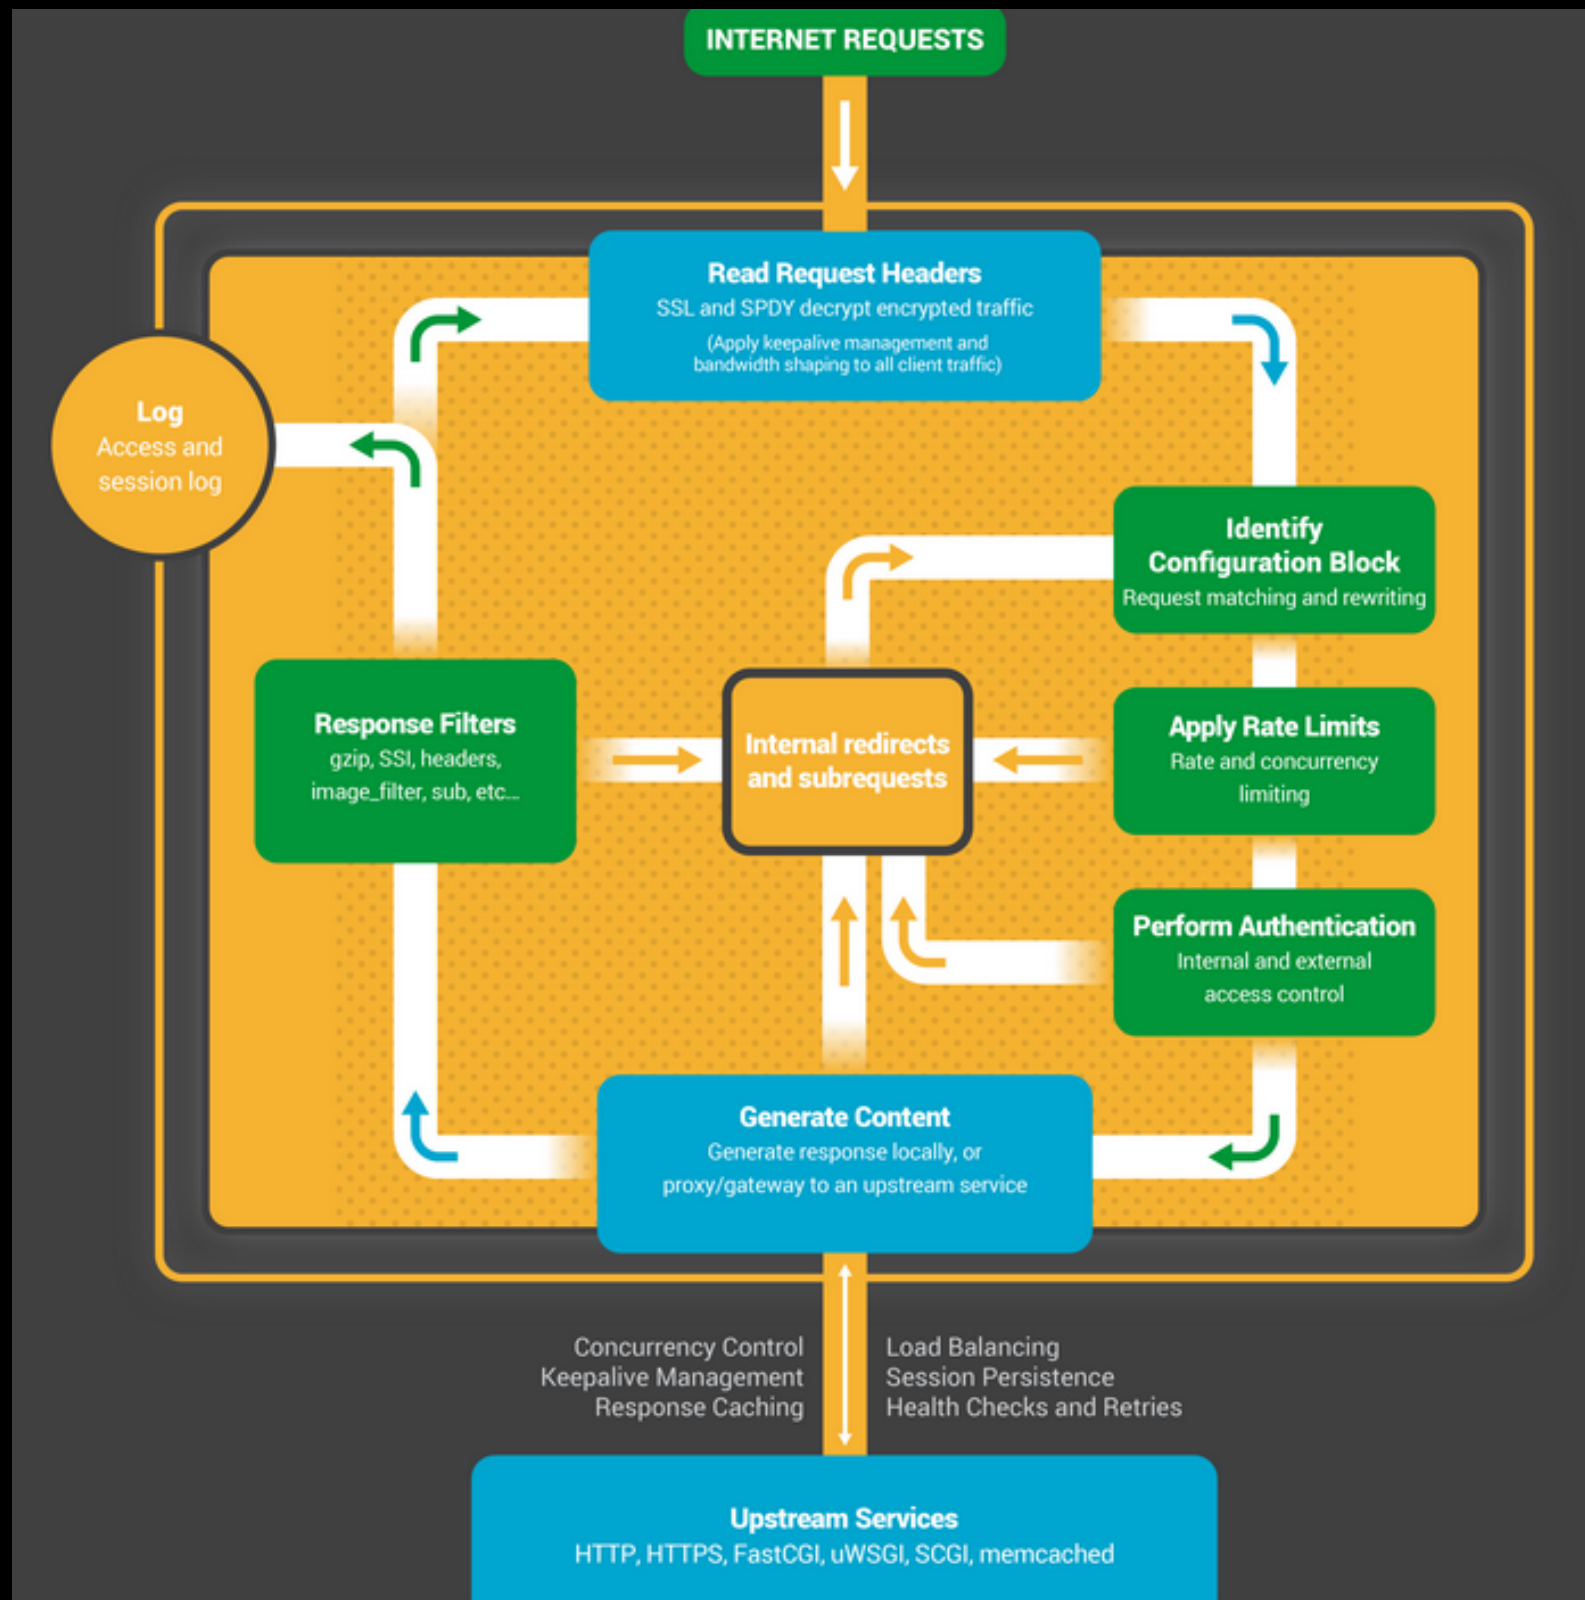 INTERNET REQUESTS
Read Request Headers
SSL and SPDY decrypt encrypted traffic
(Apply keepalive management and
bandwidth shaping to all client traffic)
Log
Access and
session log
Identify
Configuration Block
Request matching and rewriting
Response Filters
gzip, SSI, headers,
image_filter, sub, etc...
Internal redirects
and subrequests
Apply Rate Limits
Rate and concurrency
limiting
Perform Authentication
Internal and external
access control
Generate Content
Generate response locally, or
proxy/gateway to an upstream service
Concurrency Control
Keepalive Management
Response Caching
Load Balancing
Session Persistence
Health Checks and Retries
Upstream Services
HTTP, HTTPS, FastCGI, uWSGI, SCGI, memcached